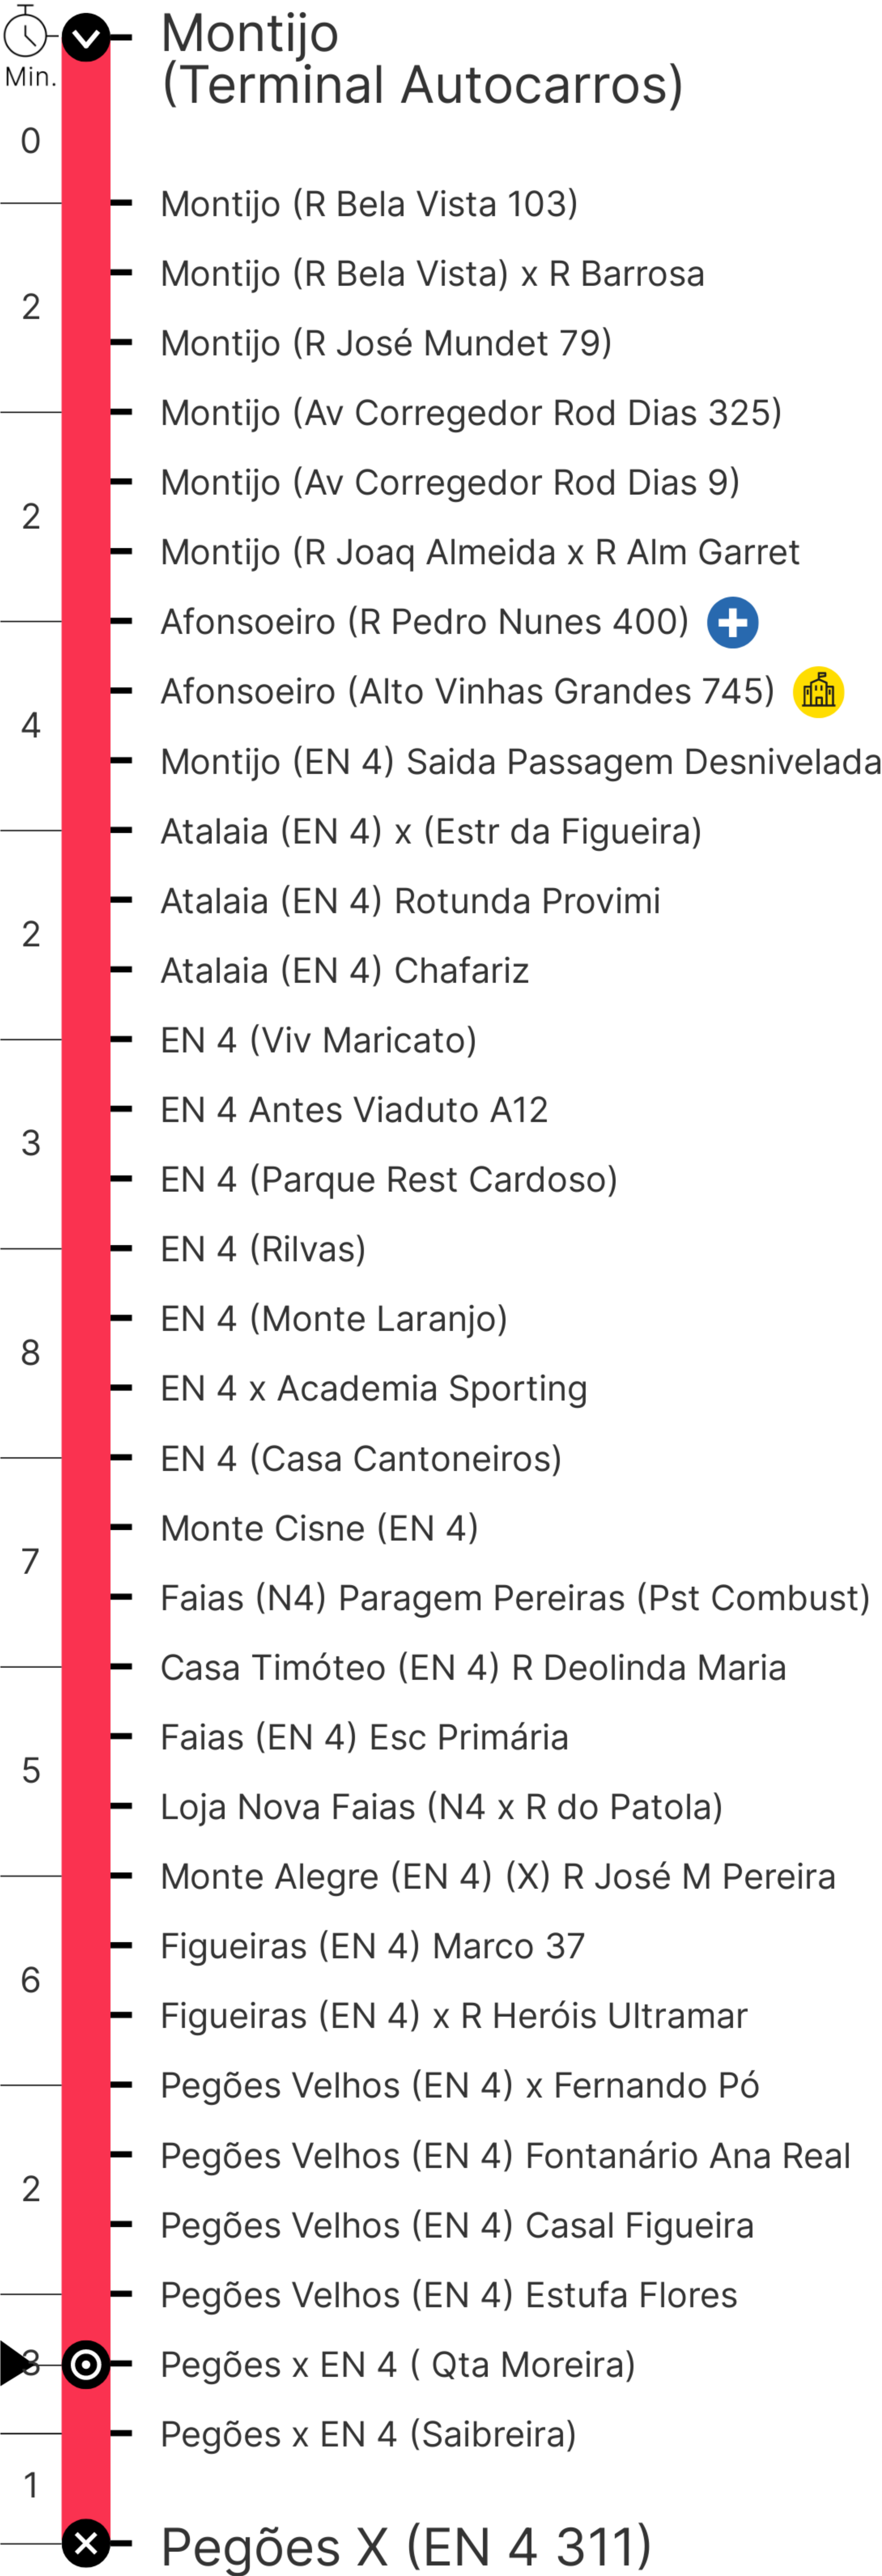 Montijo
(Terminal Autocarros)
Min.
0
Montijo (R Bela Vista 103)
Montijo (R Bela Vista) x R Barrosa
2
Montijo (R José Mundet 79)
Montijo (Av Corregedor Rod Dias 325)
Montijo (Av Corregedor Rod Dias 9)
2
Montijo (R Joaq Almeida x R Alm Garret
Afonsoeiro (R Pedro Nunes 400)
Afonsoeiro (Alto Vinhas Grandes 745)
4
Montijo (EN 4) Saida Passagem Desnivelada
Atalaia (EN 4) x (Estr da Figueira)
Atalaia (EN 4) Rotunda Provimi
2
Atalaia (EN 4) Chafariz
EN 4 (Viv Maricato)
EN 4 Antes Viaduto A12
3
EN 4 (Parque Rest Cardoso)
EN 4 (Rilvas)
EN 4 (Monte Laranjo)
8
EN 4 x Academia Sporting
EN 4 (Casa Cantoneiros)
Monte Cisne (EN 4)
7
Faias (N4) Paragem Pereiras (Pst Combust)
Casa Timóteo (EN 4) R Deolinda Maria
Faias (EN 4) Esc Primária
5
Loja Nova Faias (N4 x R do Patola)
Monte Alegre (EN 4) (X) R José M Pereira
Figueiras (EN 4) Marco 37
6
Figueiras (EN 4) x R Heróis Ultramar
Pegões Velhos (EN 4) x Fernando Pó
Pegões Velhos (EN 4) Fontanário Ana Real
2
Pegões Velhos (EN 4) Casal Figueira
Pegões Velhos (EN 4) Estufa Flores
3
Pegões x EN 4 ( Qta Moreira)
Pegões x EN 4 (Saibreira)
1
Pegões X (EN 4 311)